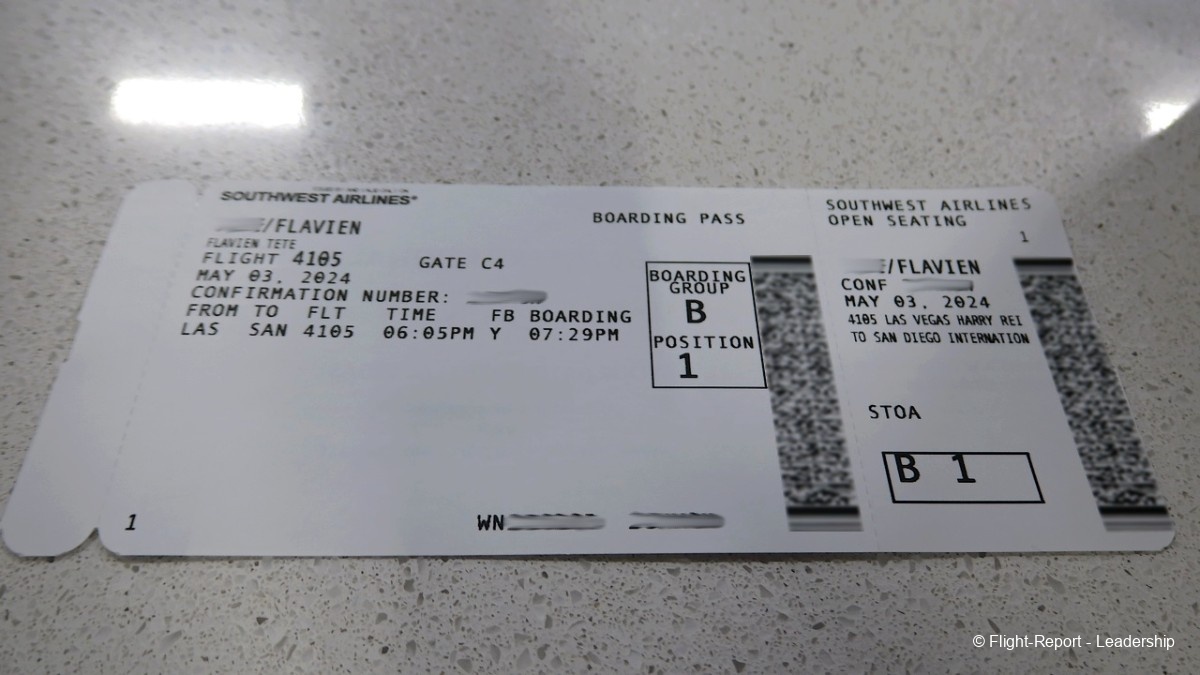 SOUTHWEST AIRLINES®
/FLAVIEN
FLAVIEN TETE
FLIGHT 4105
GATE C4
MAY 03, 2024
CONFIRMATION NUMBER:
FROM TO FLT TIME FB BOARDING
LAS SAN 4105 06:05PM Y 07:29PM
1
WN
BOARDING PASS
BOARDING
GROUP
B
POSITION
1
SOUTHWEST AIRLINES
OPEN SEATING
1
/FLAVIEN
CONF
MAY 03, 2024
4105 LAS VEGAS HARRY REI
TO SAN DIEGO INTERNATION
STOA
B 1
© Flight-Report - Leadership